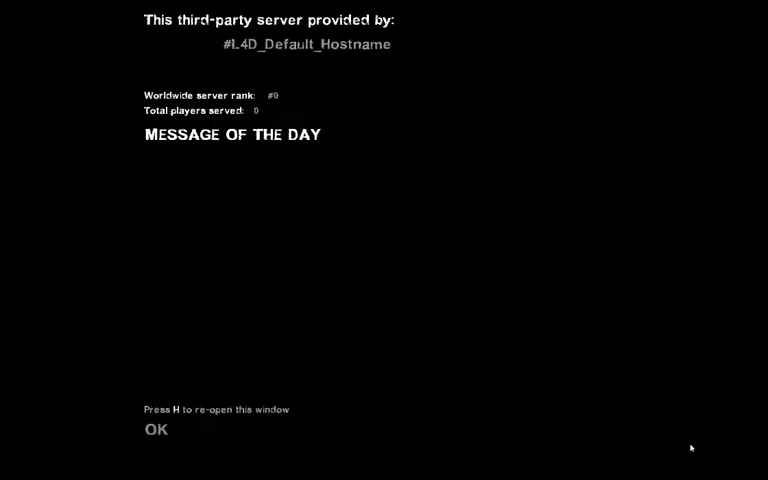 This third-party server provided by:
#L4D_Default_Hostname
Worldwide server rank: #0
Total players served: 0
MESSAGE OF THE DAY
Press H to re-open this window
OK